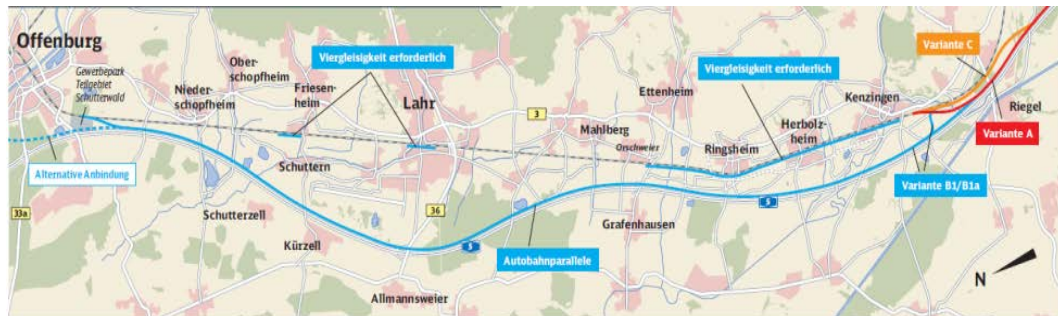 Offenburg
Gewerbepark
Teilgebiet
Schutterwald
Alternative Anbindung
33a
Nieder-
schopfheim
Ober-
schopfheim
Viergleisigkeit erforderlich
Friesen-
heim
Schuttern
Schutterzell
Kürzell
Lahr
36
5
Allmannsweier
3
Mahlberg
Orschweier
Autobahnparallele
Grafenhausen
Ettenheim
Viergleisigkeit erforderlich
Ringsheim
Herbolz-
heim
5
Kenzingen
Variante C
Riegel
Variante A
Variante B1/B1a
N